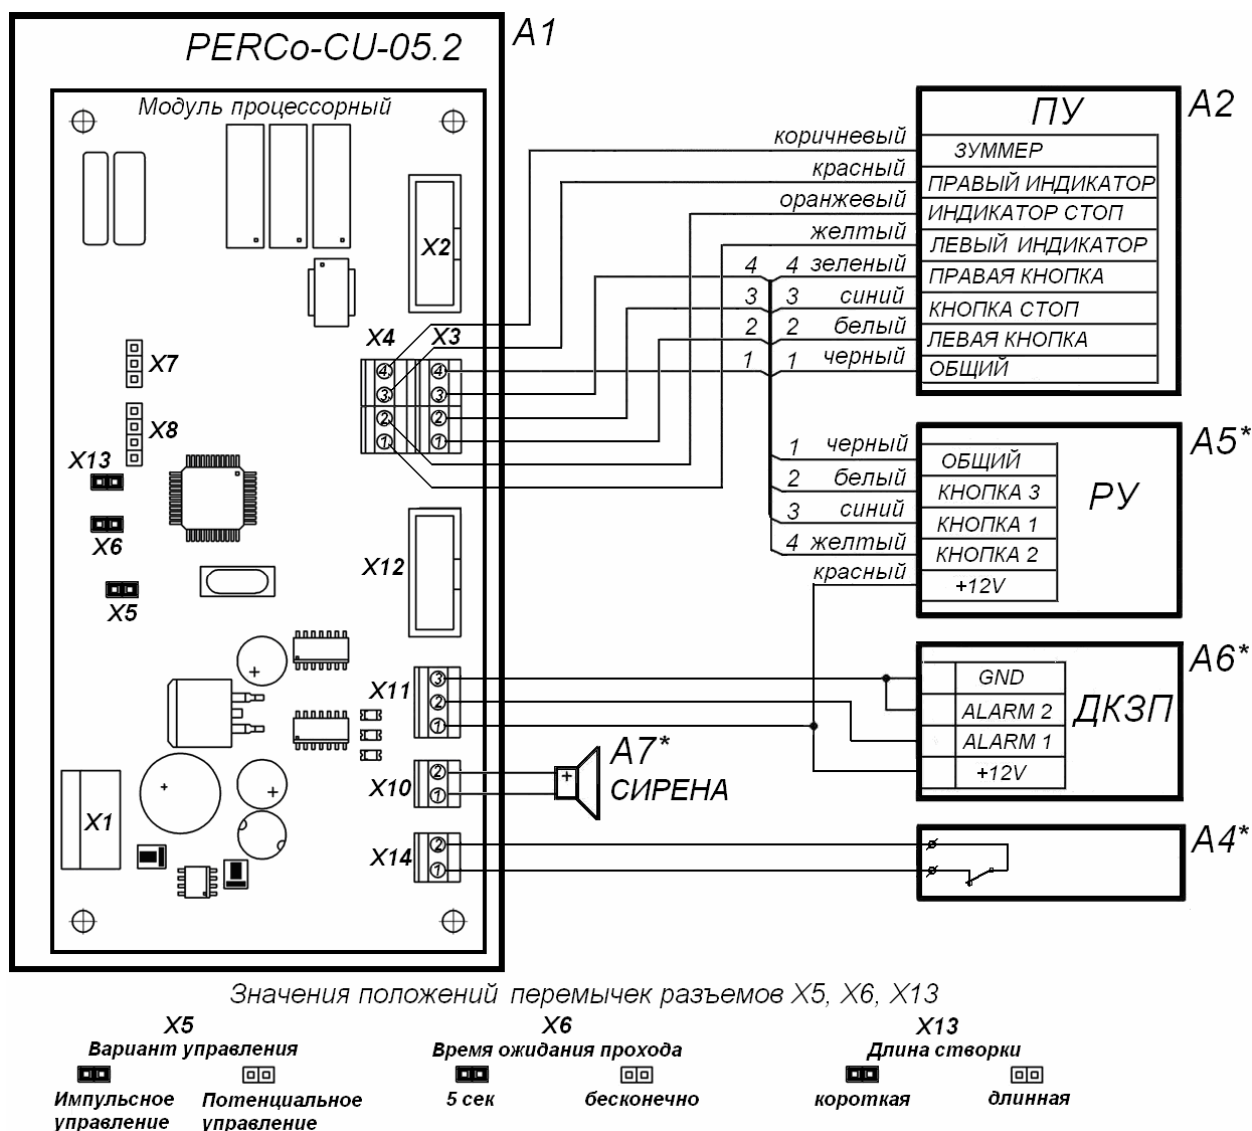 PERCo-CU-05.2
A1
Модуль процессорный
X2
X4
X3
4
3
2
1
4
3
2
1
X7
X8
X13
X6
X5
X12
X11
3
2
1
X10
2
1
X14
2
1
X1
+
+
+
коричневый
красный
оранжевый
желтый
4 4 зеленый
3 3 синий
2 2 белый
1 1 черный
ПУ
A2
ЗУММЕР
ПРАВЫЙ ИНДИКАТОР
ИНДИКАТОР СТОП
ЛЕВЫЙ ИНДИКАТОР
ПРАВАЯ КНОПКА
КНОПКА СТОП
ЛЕВАЯ КНОПКА
ОБЩИЙ
1 черный
2 белый
3 синий
4 желтый
красный
A5*
РУ
ОБЩИЙ
КНОПКА 3
КНОПКА 1
КНОПКА 2
+12V
A6*
ДКЗП
GND
ALARM 2
ALARM 1
+12V
A7*
+
СИРЕНА
A4*
Значения положений перемычек разъемов X5, X6, X13
X5
Вариант управления
Импульсное
управление
Потенциальное
управление
X6
Время ожидания прохода
5 сек
бесконечно
X13
Длина створки
короткая
длинная